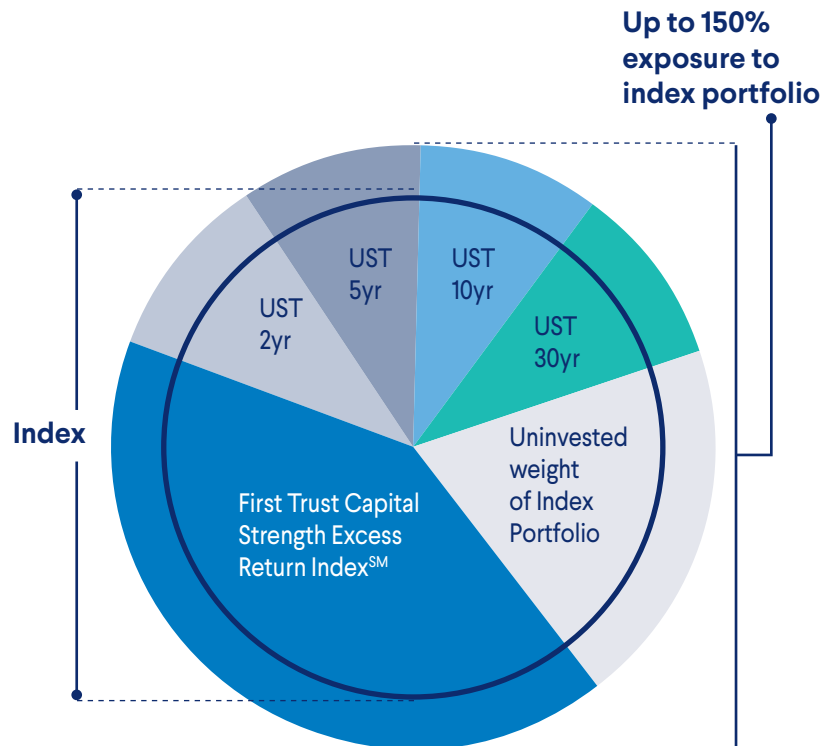 Up to 150%
exposure to
index portfolio
UST
5yr
UST
10yr
UST
2yr
UST
30yr
Index
Uninvested
weight
of Index
Portfolio
First Trust Capital
Strength Excess
Return Index℠